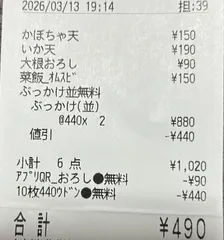 2026/03/13 19:14 担:39
かぼちゃ天 ¥150
いか天 ¥190
大根おろし ¥90
菜飯_ｵﾑｽﾋﾞ ¥150
ぶっかけ並無料
ぶっかけ(並)
@440x 2 ¥880
値引 -¥440
小計 6 点 ¥1,020
ｱﾌﾟﾘQR_おろし●無料 -¥90
10枚440ｳﾄﾞﾝ●無料 -¥440
合計 ¥490